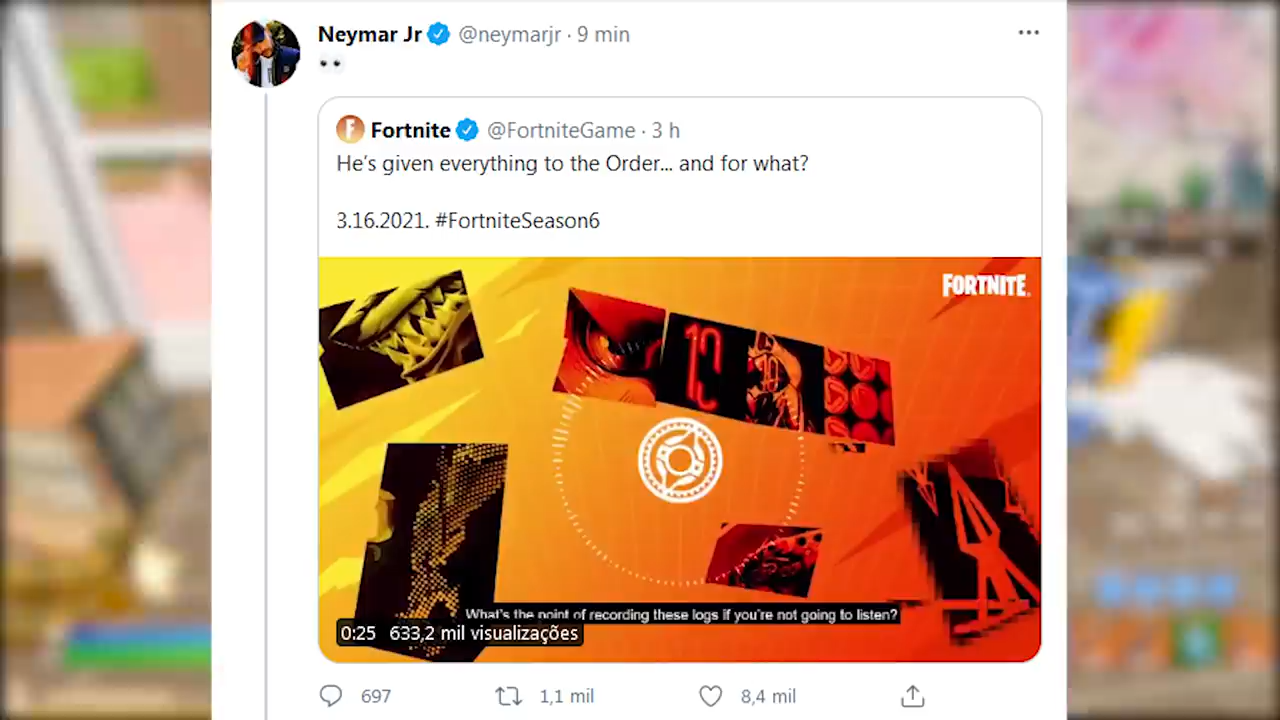 Neymar Jr @neymarjr · 9 min
👀
Fortnite @FortniteGame · 3 h
He's given everything to the Order... and for what?
3.16.2021. #FortniteSeason6
FORTNITE
10
What's the point of recording these logs if you're not going to listen?
0:25 633,2 mil visualizações
697 1,1 mil 8,4 mil